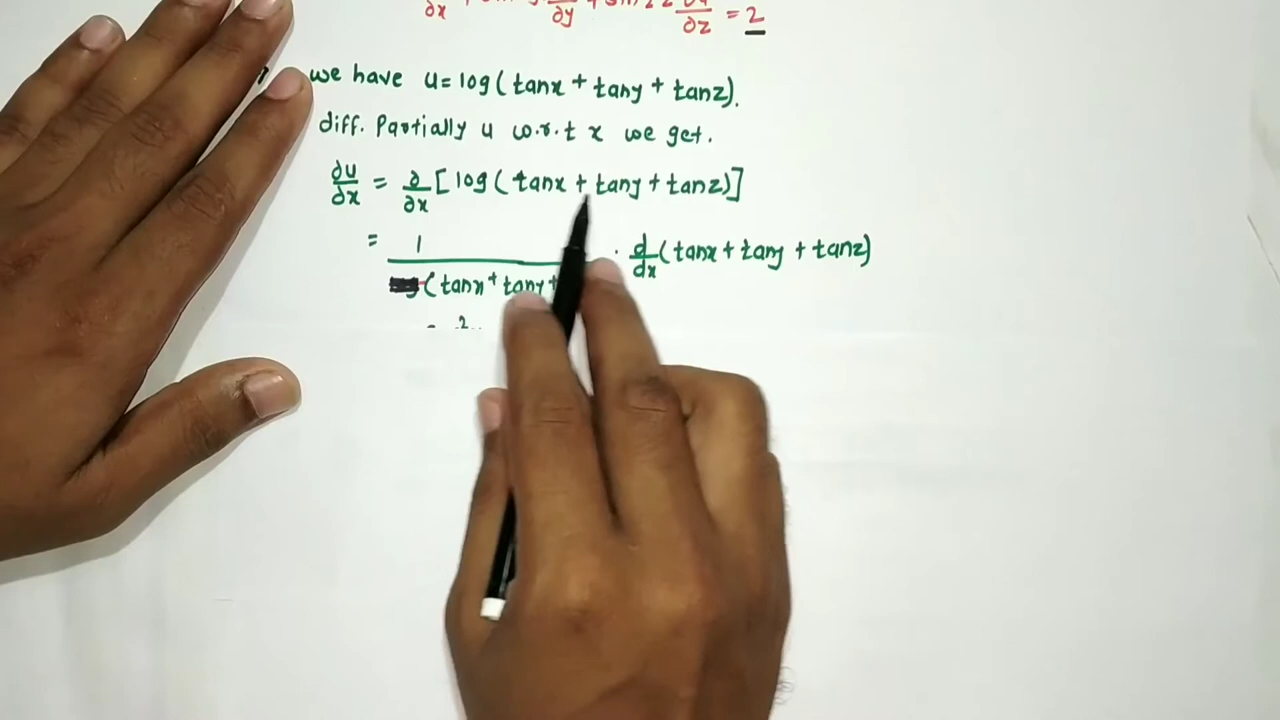 ∂x ∂y + sin2z ∂z = 2
we have u = log(tanx + tany + tanz).
diff. Partially u w.r.t x we get.
∂u/∂x = ∂/∂x [log(tanx + tany + tanz)]
= 1/(tanx + tany + · d/dx (tanx + tany + tanz)